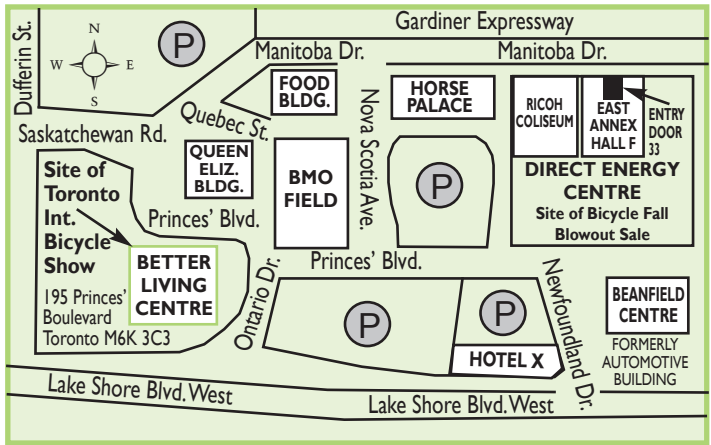 Gardiner Expressway
Dufferin St.
N
W
E
S
P
Manitoba Dr.
Manitoba Dr.
FOOD
BLDG.
HORSE
PALACE
RICOH
COLISEUM
EAST
ANNEX
HALL F
ENTRY
DOOR
33
Quebec St.
Nova Scotia Ave.
Saskatchewan Rd.
QUEEN
ELIZ.
BLDG.
BMO
FIELD
P
DIRECT ENERGY
CENTRE
Site of Bicycle Fall
Blowout Sale
Site of
Toronto
Int.
Bicycle
Show
Princes' Blvd.
Princes' Blvd.
BETTER
LIVING
CENTRE
195 Princes'
Boulevard
Toronto M6K 3C3
Ontario Dr.
P
P
HOTEL X
Newfoundland Dr.
BEANFIELD
CENTRE
FORMERLY
AUTOMOTIVE
BUILDING
Lake Shore Blvd. West
Lake Shore Blvd. West